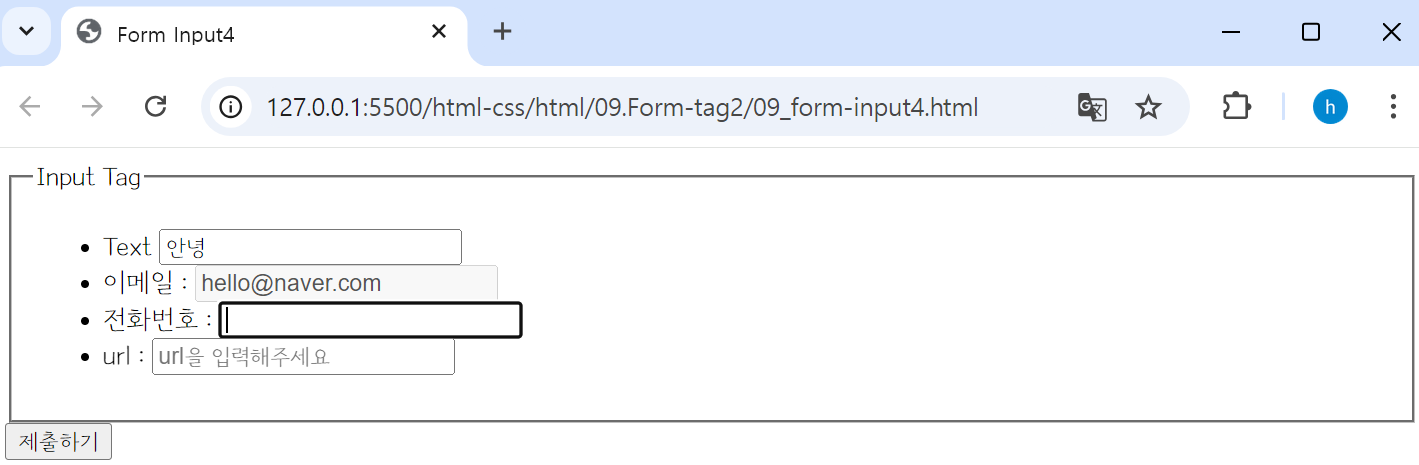 Form Input4
127.0.0.1:5500/html-css/html/09.Form-tag2/09_form-input4.html
h
Input Tag
Text 안녕
이메일 : hello@naver.com
전화번호 :
url : url을 입력해주세요
제출하기